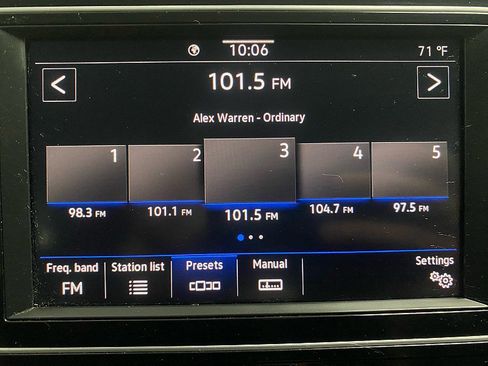 10:06
71 °F
<
101.5 FM
>
Alex Warren - Ordinary
1 2 3 4 5
98.3 FM 101.1 FM 101.5 FM 104.7 FM 97.5 FM
Freq. band Station list Presets Manual Settings
FM